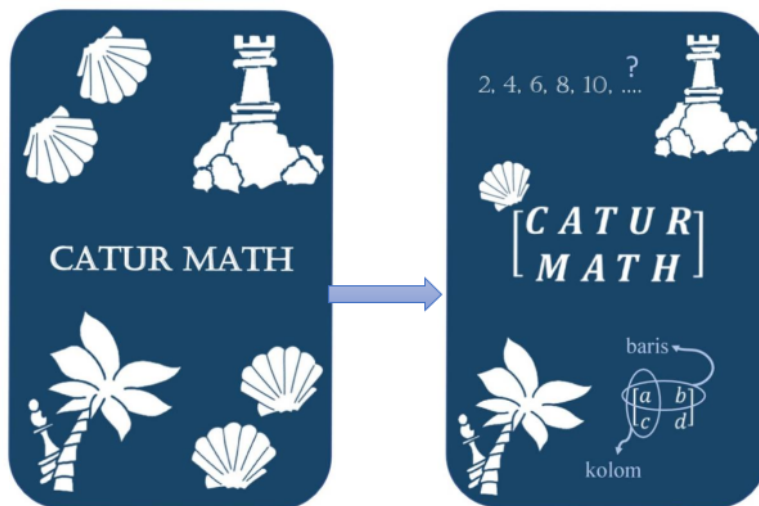 CATUR MATH
?
2, 4, 6, 8, 10, ....
CATUR
MATH
baris
a b
c d
kolom